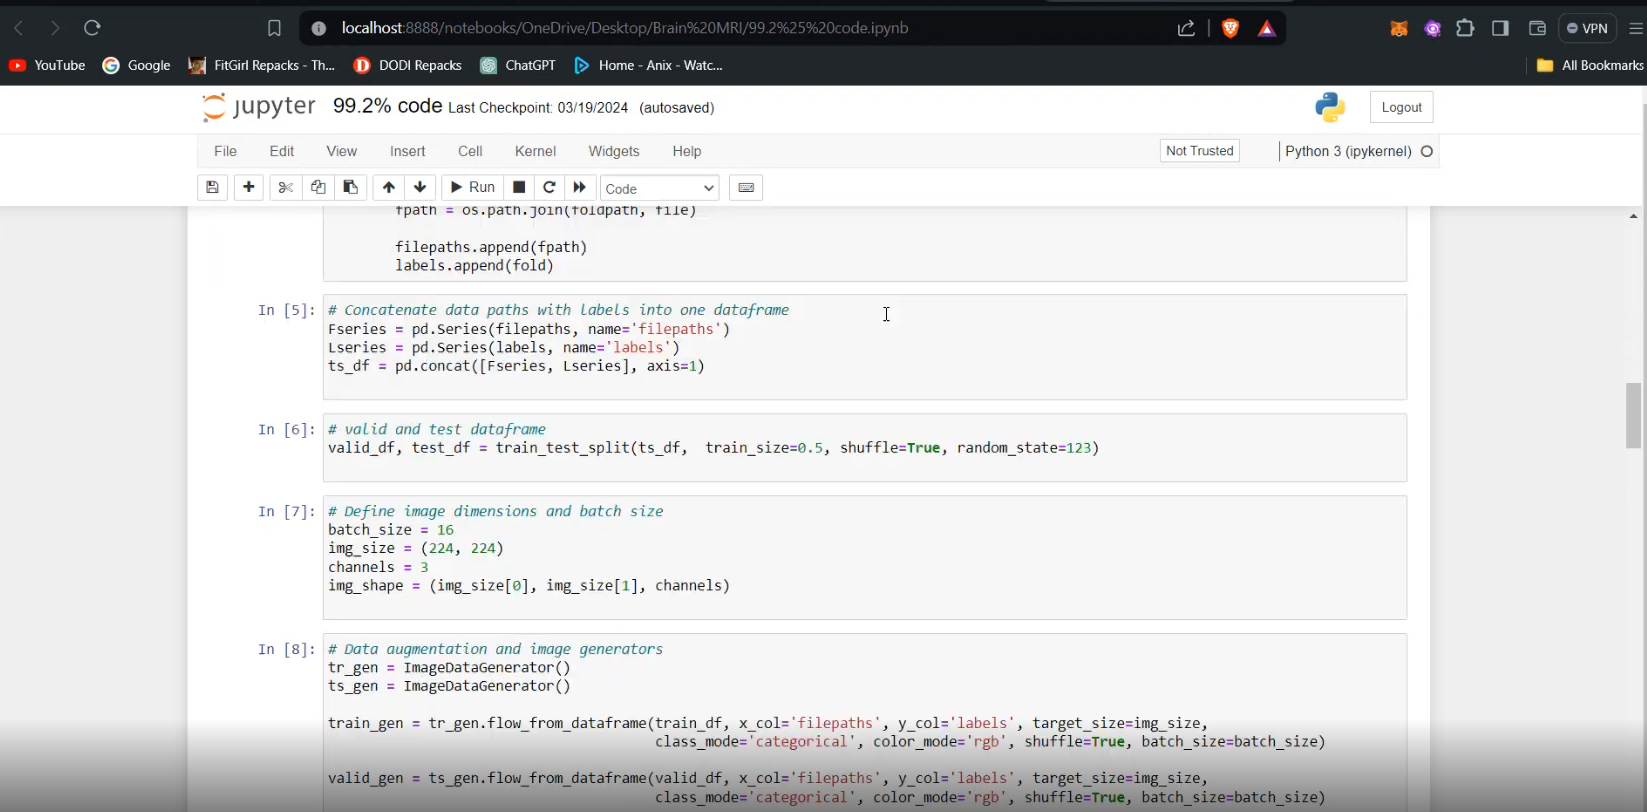 localhost:8888/notebooks/OneDrive/Desktop/Brain%20MRI/99.2%25%20code.ipynb
VPN
YouTube Google FitGirl Repacks - Th... DODI Repacks ChatGPT Home - Anix - Watc... All Bookmarks
jupyter 99.2% code Last Checkpoint: 03/19/2024 (autosaved) Logout
File Edit View Insert Cell Kernel Widgets Help Not Trusted Python 3 (ipykernel)
Run Code
fpath = os.path.join(foldpath, file)
filepaths.append(fpath)
labels.append(fold)
In [5]: # Concatenate data paths with labels into one dataframe
Fseries = pd.Series(filepaths, name='filepaths')
Lseries = pd.Series(labels, name='labels')
ts_df = pd.concat([Fseries, Lseries], axis=1)
In [6]: # valid and test dataframe
valid_df, test_df = train_test_split(ts_df,  train_size=0.5, shuffle=True, random_state=123)
In [7]: # Define image dimensions and batch size
batch_size = 16
img_size = (224, 224)
channels = 3
img_shape = (img_size[0], img_size[1], channels)
In [8]: # Data augmentation and image generators
tr_gen = ImageDataGenerator()
ts_gen = ImageDataGenerator()
train_gen = tr_gen.flow_from_dataframe(train_df, x_col='filepaths', y_col='labels', target_size=img_size,
class_mode='categorical', color_mode='rgb', shuffle=True, batch_size=batch_size)
valid_gen = ts_gen.flow_from_dataframe(valid_df, x_col='filepaths', y_col='labels', target_size=img_size,
class_mode='categorical', color_mode='rgb', shuffle=True, batch_size=batch_size)